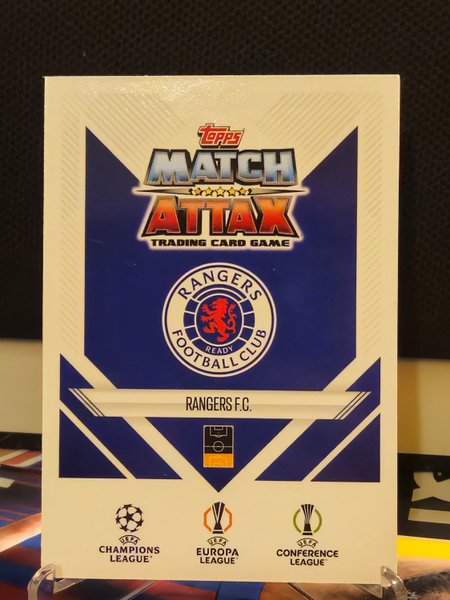 Topps
MATCH
ATTAX
TRADING CARD GAME
RANGERS
READY
FOOTBALL CLUB
RANGERS F.C.
UEFA
CHAMPIONS
LEAGUE
UEFA
EUROPA
LEAGUE
UEFA
CONFERENCE
LEAGUE